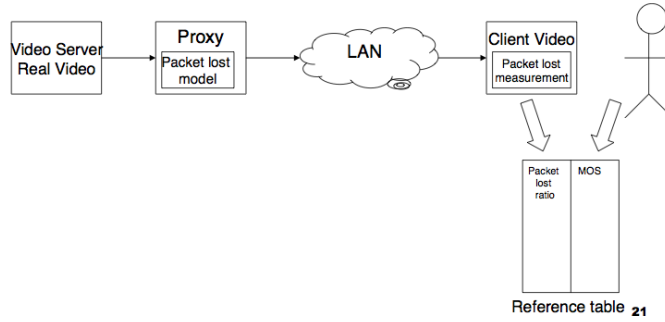 Video Server
Real Video
Proxy
Packet lost
model
LAN
Client Video
Packet lost
measurement
Packet
lost
ratio
MOS
Reference table
21